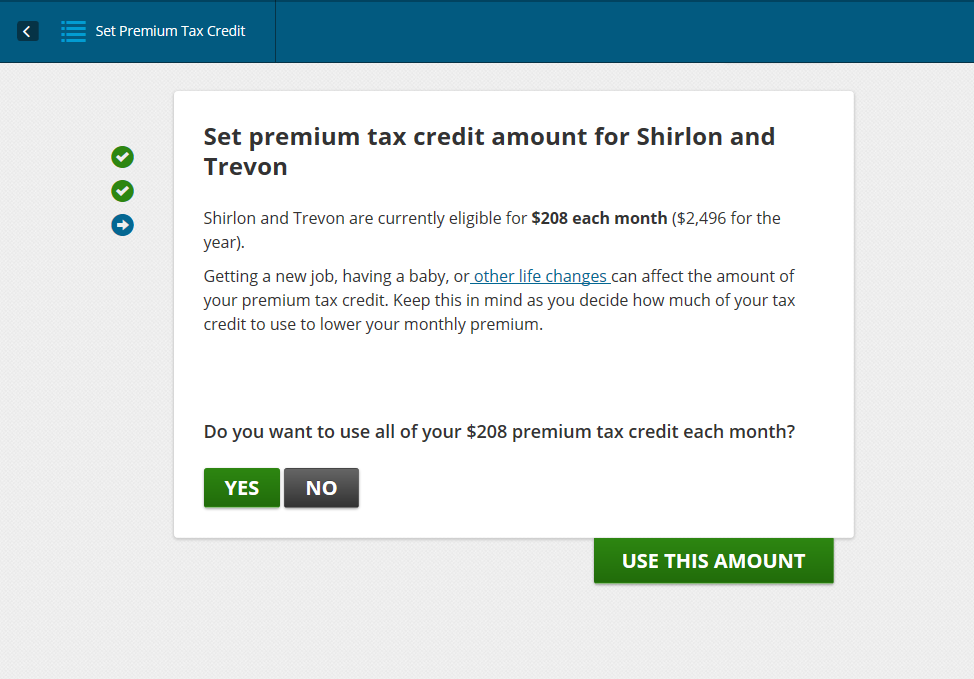 Set Premium Tax Credit
Set premium tax credit amount for Shirlon and
Trevon
Shirlon and Trevon are currently eligible for $208 each month ($2,496 for the
year).
Getting a new job, having a baby, or other life changes can affect the amount of
your premium tax credit. Keep this in mind as you decide how much of your tax
credit to use to lower your monthly premium.
Do you want to use all of your $208 premium tax credit each month?
YES NO
USE THIS AMOUNT